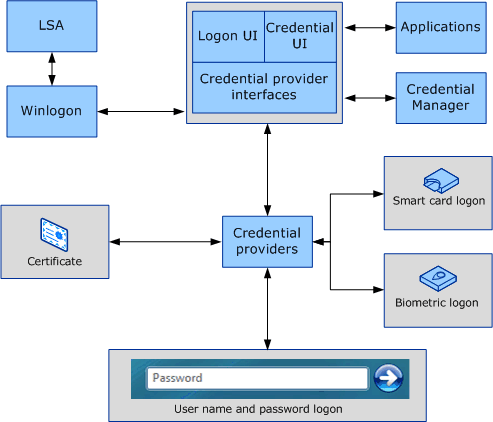 LSA
Winlogon
Logon UI
Credential
UI
Credential provider
interfaces
Applications
Credential
Manager
Smart card logon
Certificate
Credential
providers
Biometric logon
Password
User name and password logon